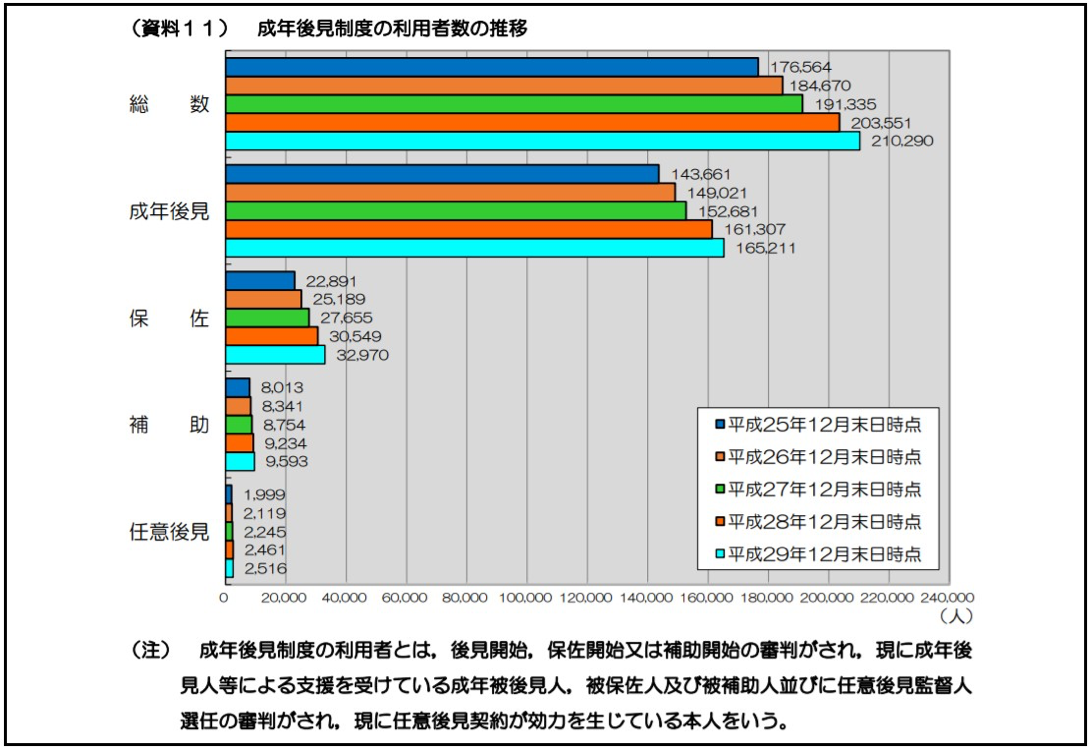 (資料11) 成年後見制度の利用者数の推移
総 数
176,564
184,670
191,335
203,551
210,290
成年後見
143,661
149,021
152,681
161,307
165,211
保 佐
22,891
25,189
27,655
30,549
32,970
補 助
8,013
8,341
8,754
9,234
9,593
任意後見
1,999
2,119
2,245
2,461
2,516
平成25年12月末日時点
平成26年12月末日時点
平成27年12月末日時点
平成28年12月末日時点
平成29年12月末日時点
0 20,000 40,000 60,000 80,000 100,000 120,000 140,000 160,000 180,000 200,000 220,000 240,000
(人)
(注) 成年後見制度の利用者とは,後見開始,保佐開始又は補助開始の審判がされ,現に成年後
見人等による支援を受けている成年被後見人,被保佐人及び被補助人並びに任意後見監督人
選任の審判がされ,現に任意後見契約が効力を生じている本人をいう。